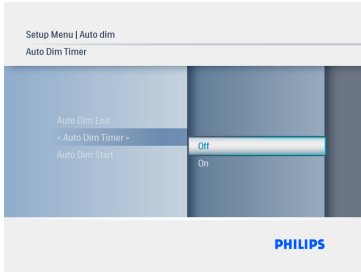 Setup Menu | Auto dim
Auto Dim Timer
Auto Dim End
< Auto Dim Timer >
Auto Dim Start
Off
On
PHILIPS